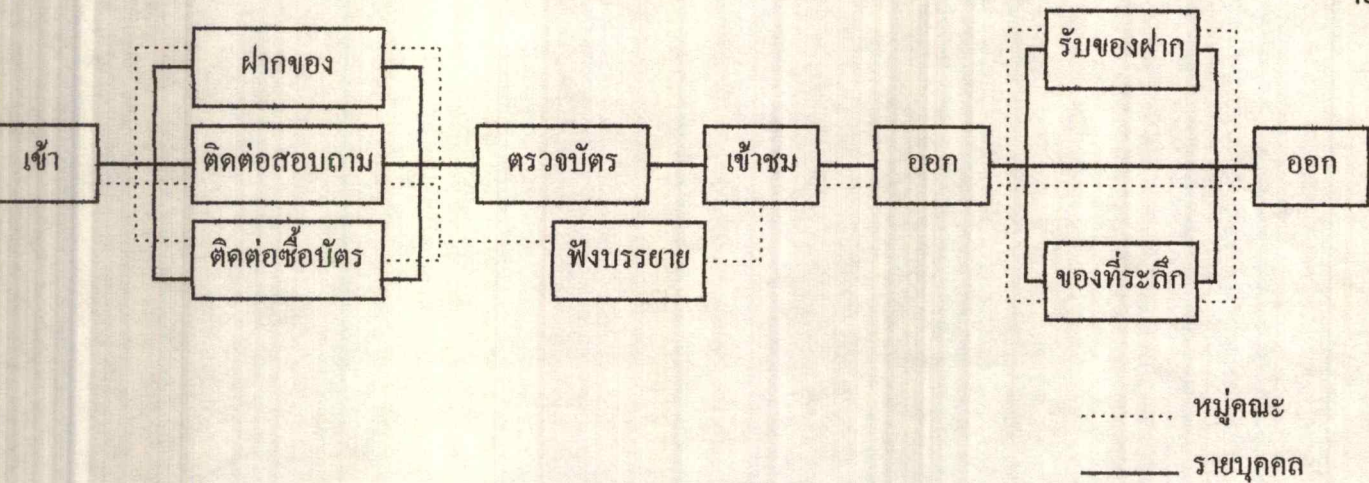 ฝากของ
รับของฝาก
เข้า
ติดต่อสอบถาม
ตรวจบัตร
เข้าชม
ออก
ออก
ติดต่อซื้อบัตร
ฟังบรรยาย
ของที่ระลึก
............. หมู่คณะ
รายบุคคล